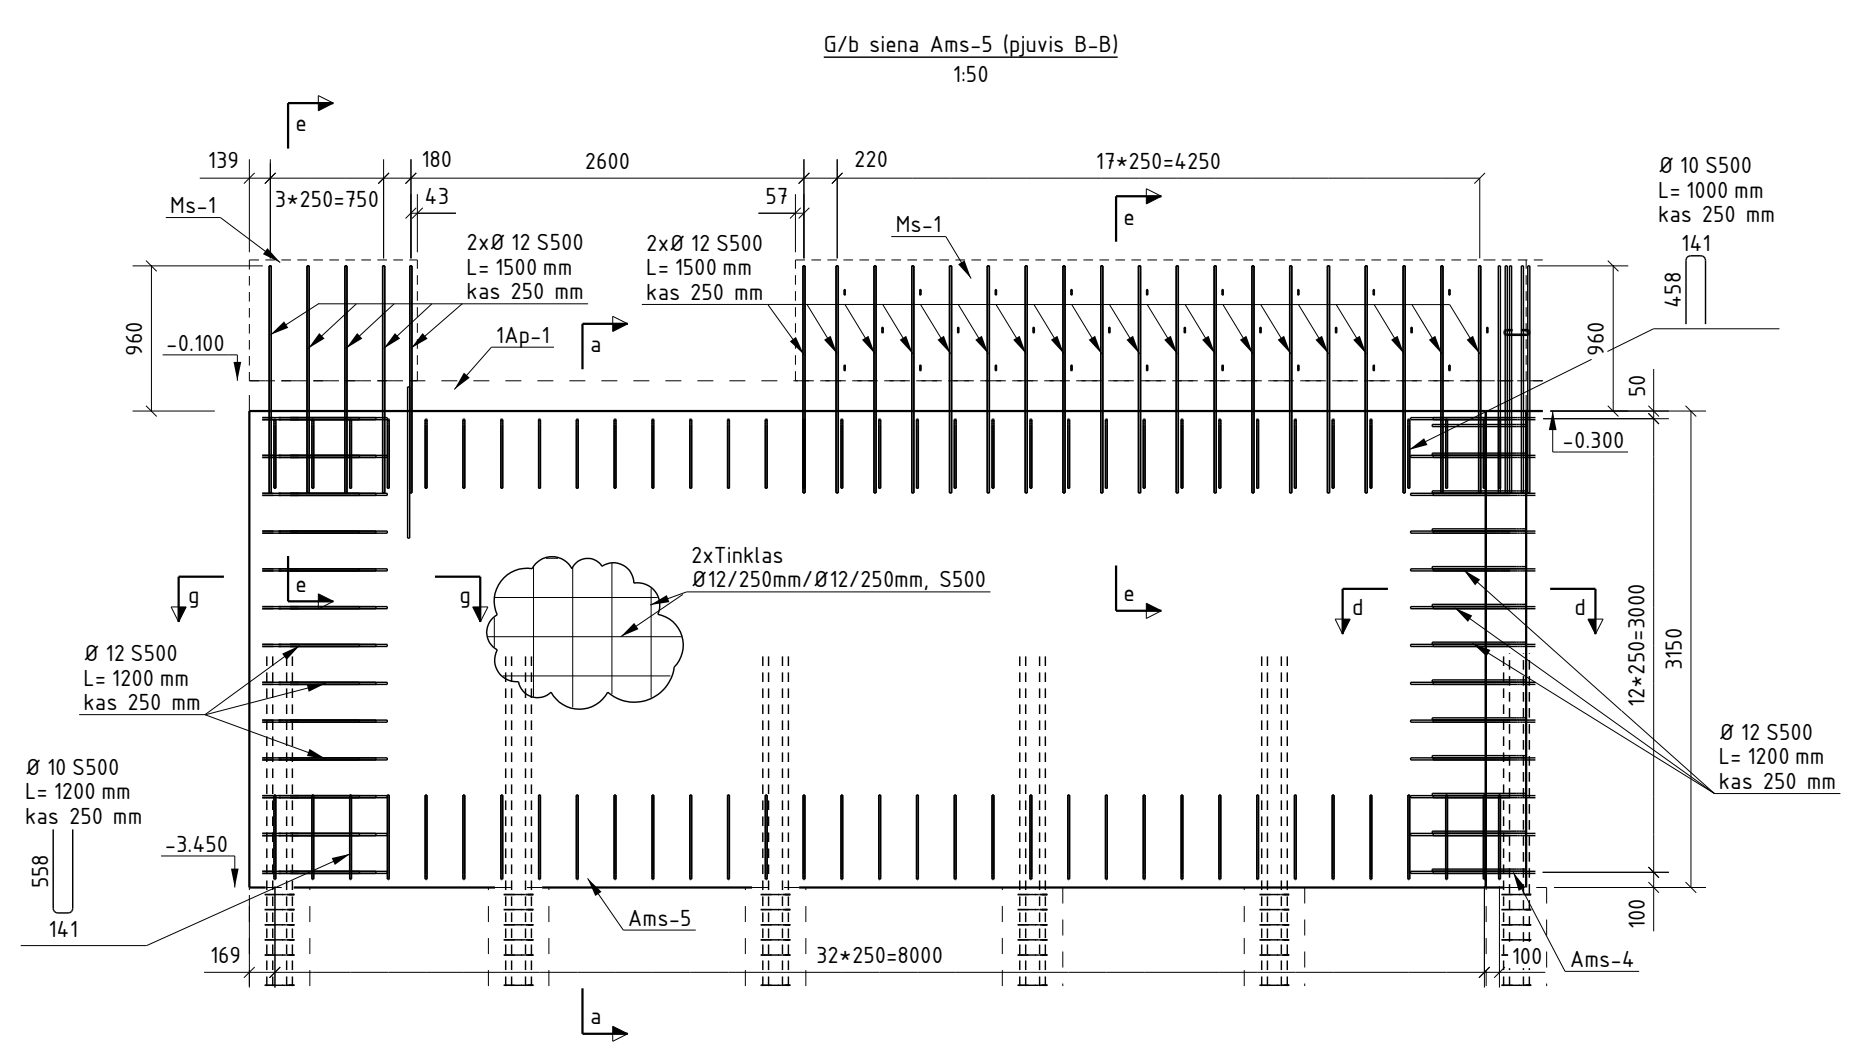 G/b siena Ams-5 (pjuvis B-B)
1:50
e
139
180
2600
220
17*250=4250
3*250=750
43
57
Ms-1
Ms-1
e
Ø 10 S500
L= 1000 mm
kas 250 mm
141
458
2xØ 12 S500
L= 1500 mm
kas 250 mm
2xØ 12 S500
L= 1500 mm
kas 250 mm
960
-0.100
1Ap-1
a
960
50
-0.300
2xTinklas
Ø12/250mm/Ø12/250mm, S500
g
e
g
e
d
d
12*250=3000
3150
Ø 12 S500
L= 1200 mm
kas 250 mm
Ø 12 S500
L= 1200 mm
kas 250 mm
Ø 10 S500
L= 1200 mm
kas 250 mm
558
141
-3.450
Ams-5
100
169
32*250=8000
100
Ams-4
a